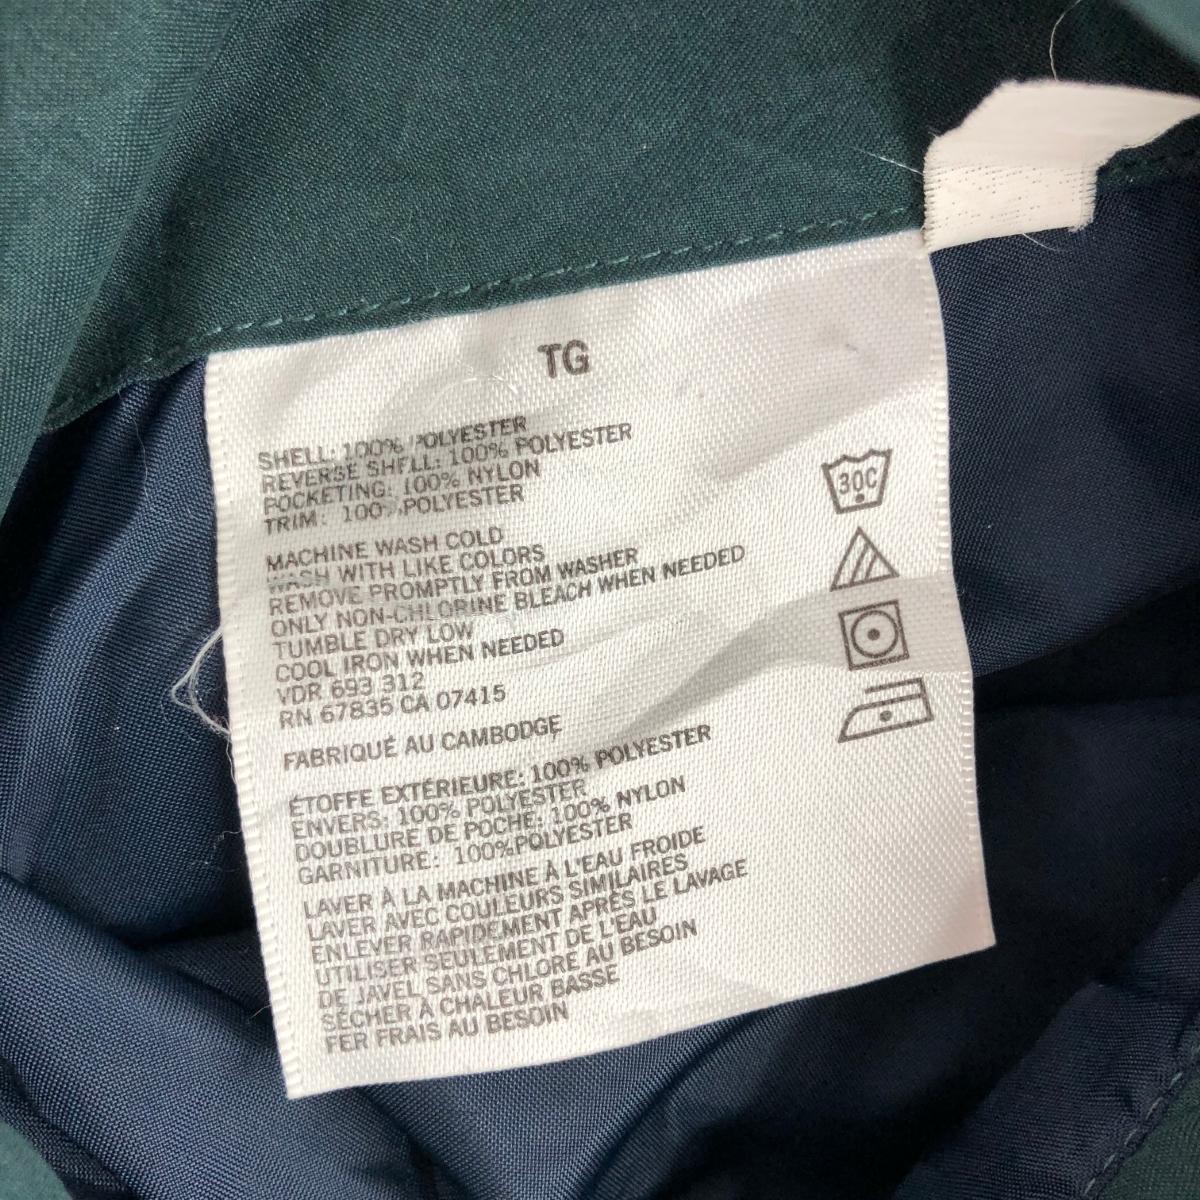 TG
SHELL: 100% POLYESTER
REVERSE SHELL: 100% POLYESTER
POCKETING: 100% NYLON
TRIM: 100% POLYESTER
MACHINE WASH COLD
WASH WITH LIKE COLORS
REMOVE PROMPTLY FROM WASHER
ONLY NON-CHLORINE BLEACH WHEN NEEDED
TUMBLE DRY LOW
COOL IRON WHEN NEEDED
VDR 693 312
RN 67835 CA 07415
FABRIQUÉ AU CAMBODGE
ÉTOFFE EXTÉRIEURE: 100% POLYESTER
ENVERS: 100% POLYESTER
DOUBLURE DE POCHE: 100% NYLON
GARNITURE: 100%POLYESTER
LAVER À LA MACHINE À L'EAU FROIDE
LAVER AVEC COULEURS SIMILAIRES
ENLEVER RAPIDEMENT APRÈS LE LAVAGE
UTILISER SEULEMENT DE L'EAU
DE JAVEL SANS CHLORE AU BESOIN
SÉCHER À CHALEUR BASSE
FER FRAIS AU BESOIN
30C